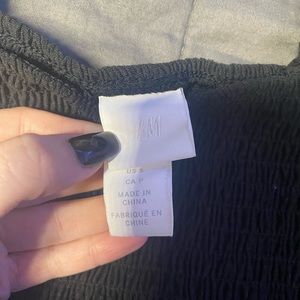 US S
CA P
MADE IN
CHINA
FABRIQUÉ EN
CHINE